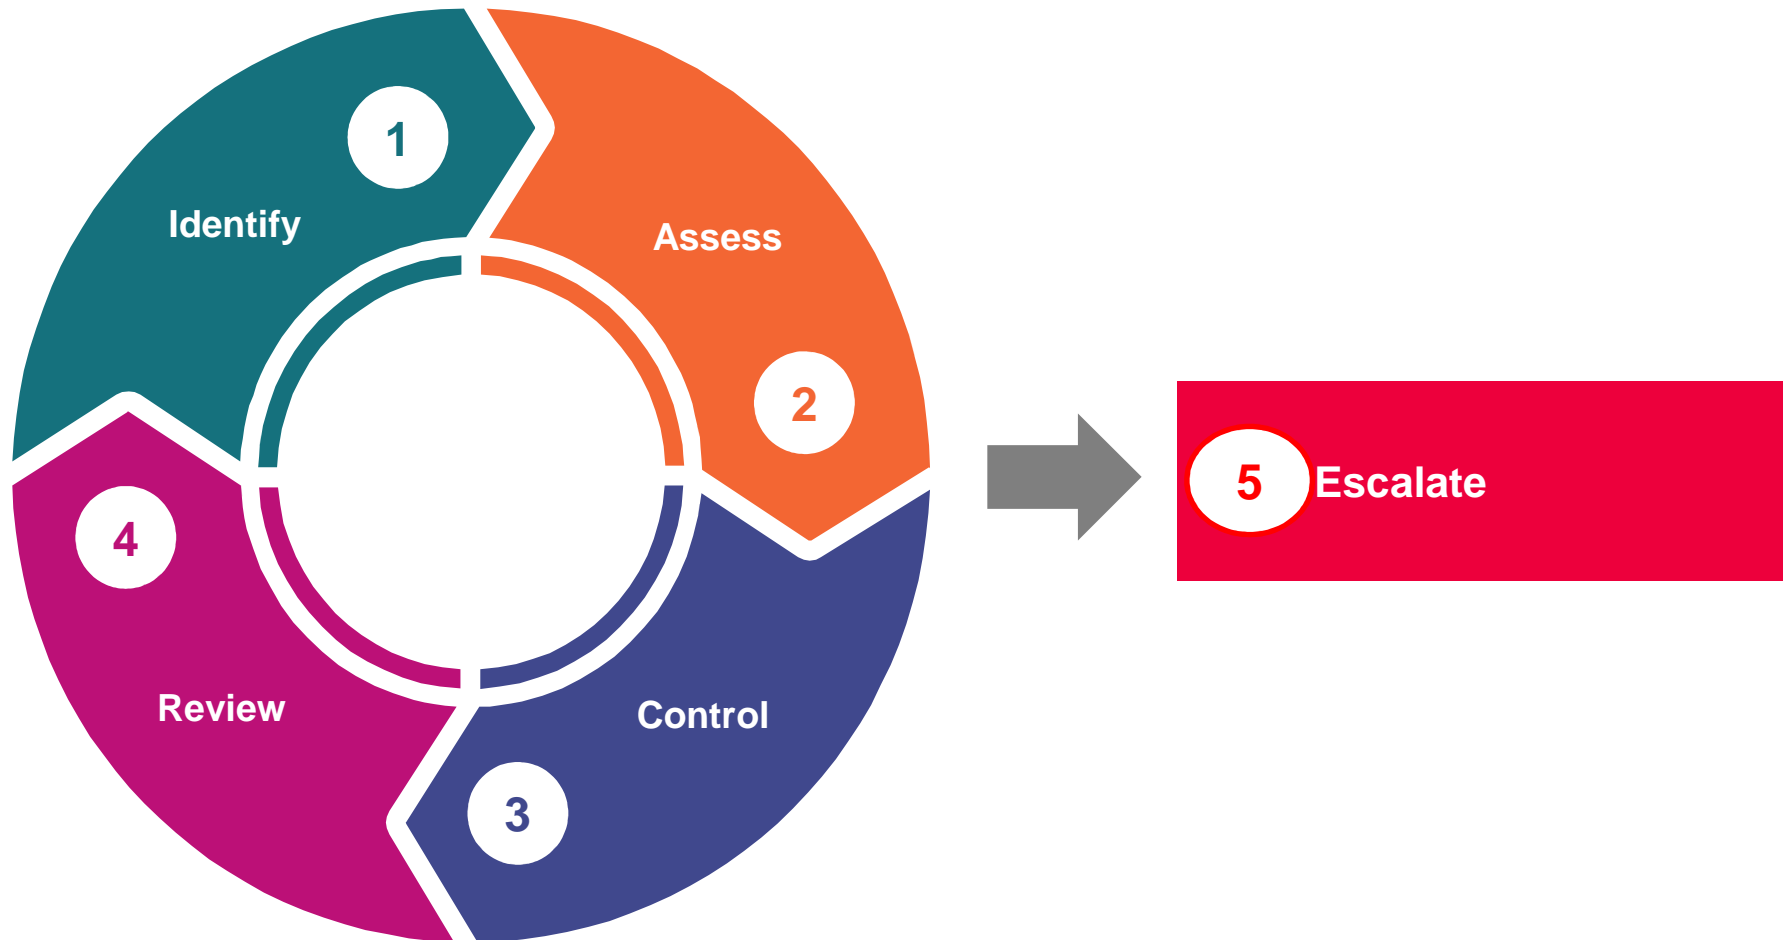 1
Identify
Assess
2
Control
3
Review
4
5 Escalate